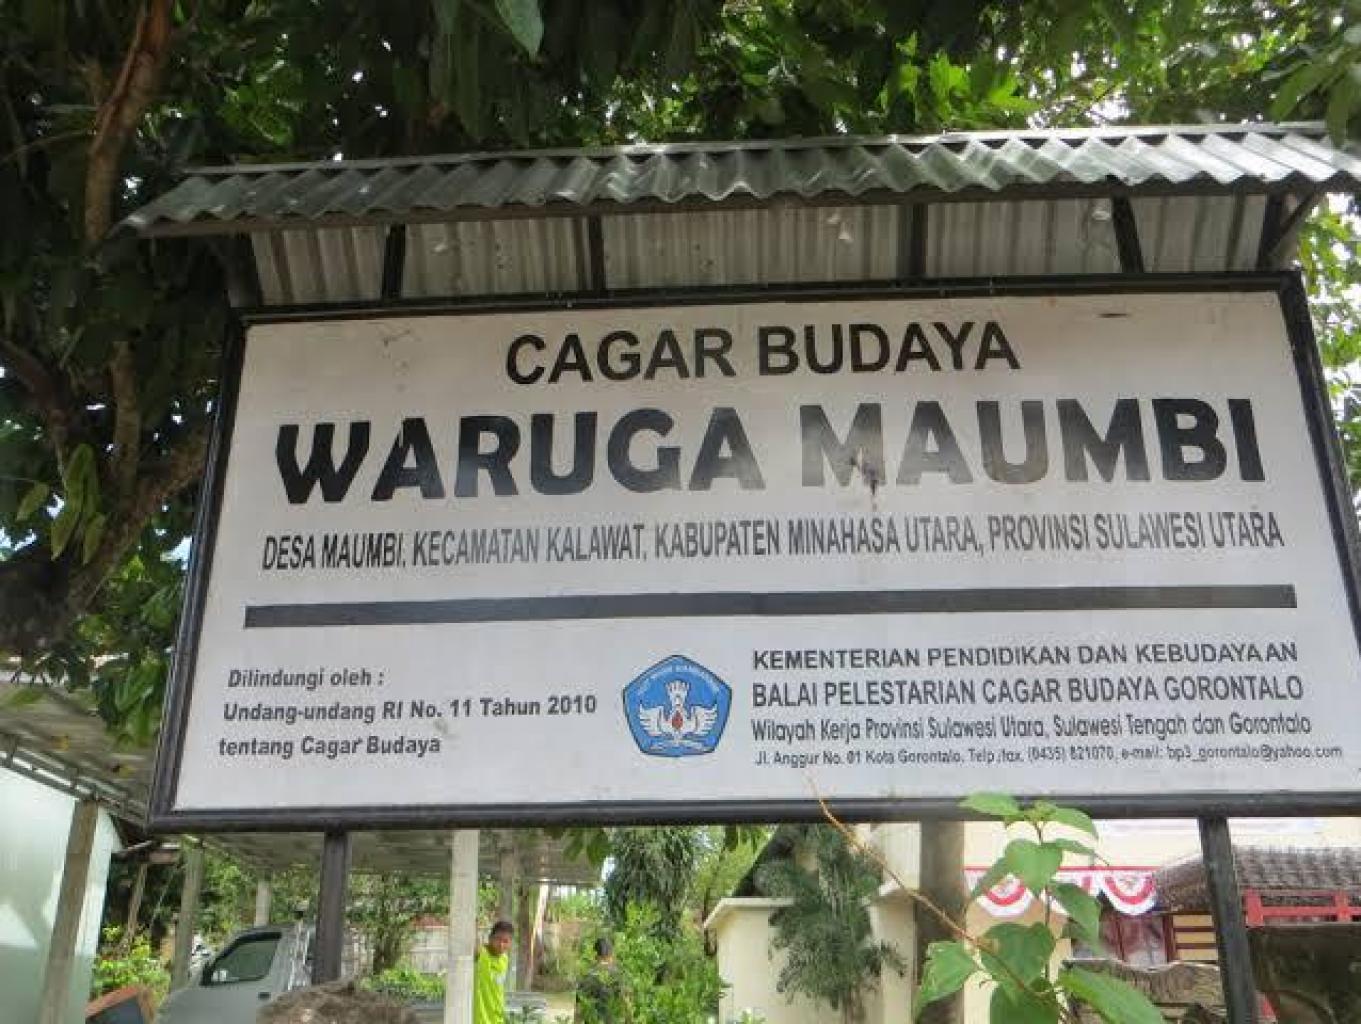 CAGAR BUDAYA
WARUGA MAUMBI
DESA MAUMBI, KECAMATAN KALAWAT, KABUPATEN MINAHASA UTARA, PROVINSI SULAWESI UTARA
Dilindungi oleh :
Undang-undang RI No. 11 Tahun 2010
tentang Cagar Budaya
KEMENTERIAN PENDIDIKAN DAN KEBUDAYAAN
BALAI PELESTARIAN CAGAR BUDAYA GORONTALO
Wilayah Kerja Provinsi Sulawesi Utara, Sulawesi Tengah dan Gorontalo
Jl. Anggur No. 01 Kota Gorontalo, Telp./fax. (0435) 821070, e-mail: bp3_gorontalo@yahoo.com